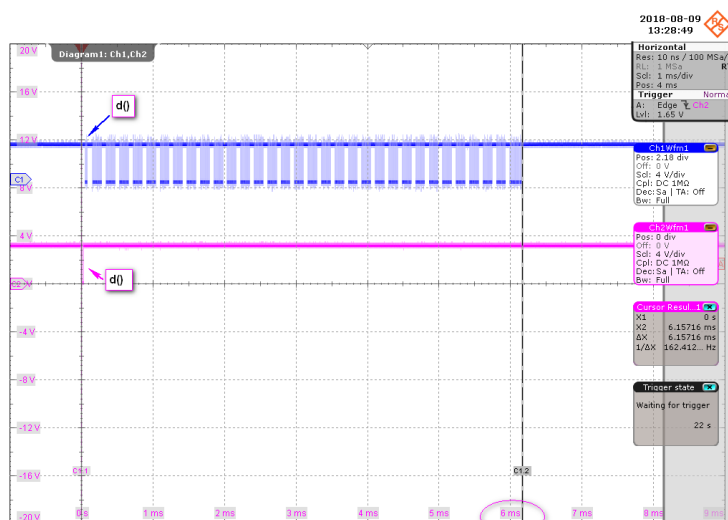 2018-08-09
13:28:49
Horizontal
Res: 10 ns / 100 MSa/
RL: 1 MSa R
Scl: 1 ms/div
Pos: 4 ms
Trigger Norma
A: Edge Ch2
Lvl: 1.65 V
Diagram1: Ch1,Ch2
20 V
16 V
d()
12 V
C1
8 V
4 V
C2
d()
-4 V
-8 V
-12 V
-16 V
-20 V
C1.1
C1.2
0 s
1 ms
2 ms
3 ms
4 ms
5 ms
6 ms
7 ms
8 ms
9 ms
Ch1Wfm1
Pos: 2.18 div
Off: 0 V
Scl: 4 V/div
Cpl: DC 1MΩ
Dec: Sa | TA: Off
Bw: Full
Ch2Wfm1
Pos: 0 div
Off: 0 V
Scl: 4 V/div
Cpl: DC 1MΩ
Dec: Sa | TA: Off
Bw: Full
Cursor Resul...1
X1 0 s
X2 6.15716 ms
ΔX 6.15716 ms
1/ΔX 162.412... Hz
Trigger state
Waiting for trigger
22 s